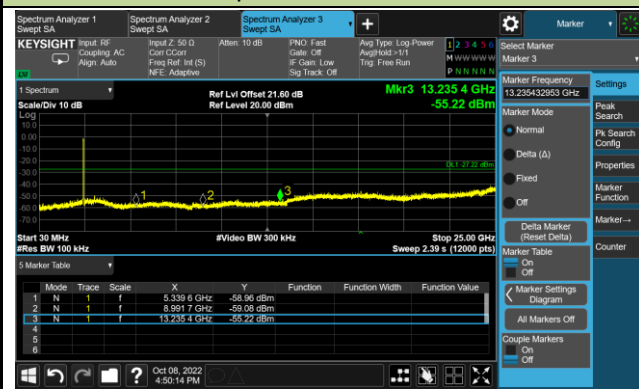 Spectrum Analyzer 1
Swept SA
Spectrum Analyzer 2
Swept SA
Spectrum Analyzer 3
Swept SA
Marker
KEYSIGHT
Input: RF
Coupling: AC
Align: Auto
Input Z: 50 Ω
Corr CCorr
Freq Ref: Int (S)
NFE: Adaptive
Atten: 10 dB
PNO: Fast
Gate: Off
IF Gain: Low
Sig Track: Off
Avg Type: Log-Power
Avg|Hold:>1/1
Trig: Free Run
1 2 3 4 5 6
M W W W W W
P N N N N N
Select Marker
Marker 3
1 Spectrum
Scale/Div 10 dB
Ref Lvl Offset 21.60 dB
Ref Level 20.00 dBm
Mkr3 13.235 4 GHz
-55.22 dBm
Log
10.0
0.00
-10.0
-20.0
-30.0
-40.0
-50.0
-60.0
-70.0
DL1 -27.22 dBm
1
2
3
Start 30 MHz
#Res BW 100 kHz
#Video BW 300 kHz
Stop 25.00 GHz
Sweep 2.39 s (12000 pts)
5 Marker Table
Mode Trace Scale X Y Function Function Width Function Value
1 N 1 f 5.339 6 GHz -58.96 dBm
2 N 1 f 8.991 7 GHz -59.08 dBm
3 N 1 f 13.235 4 GHz -55.22 dBm
4
5
6
Marker Frequency
13.235432953 GHz
Marker Mode
Normal
Delta (Δ)
Fixed
Off
Delta Marker
(Reset Delta)
Marker Table
On
Off
Marker Settings
Diagram
All Markers Off
Couple Markers
On
Off
Settings
Peak
Search
Pk Search
Config
Properties
Marker
Function
Marker→
Counter
Oct 08, 2022
4:50:14 PM